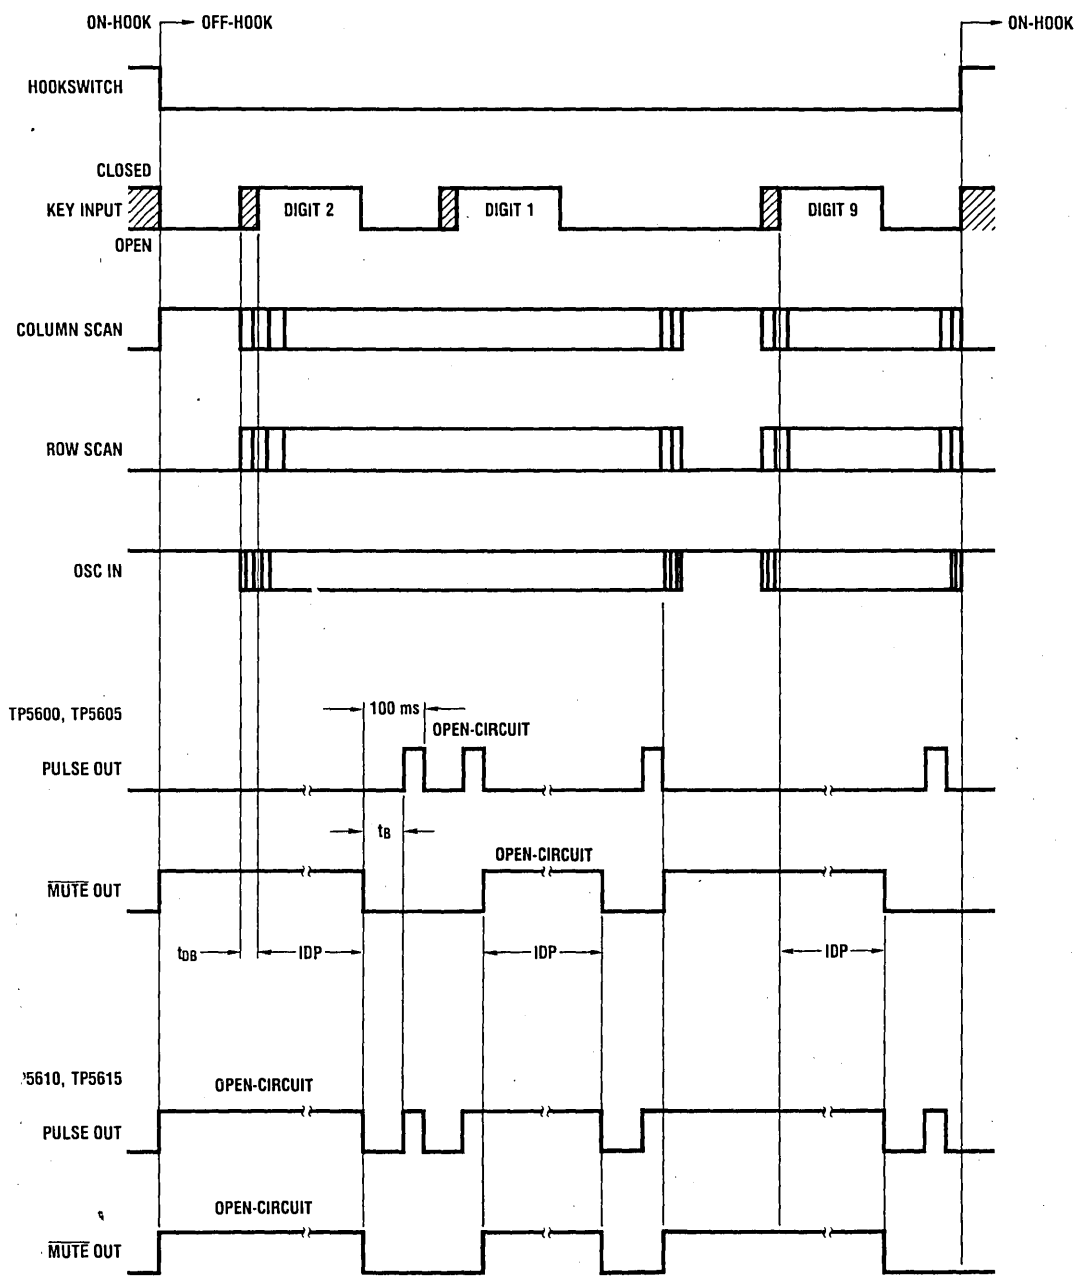 ON-HOOK OFF-HOOK ON-HOOK
HOOKSWITCH
CLOSED
KEY INPUT DIGIT 2 DIGIT 1 DIGIT 9
OPEN
COLUMN SCAN
ROW SCAN
OSC IN
TP5600, TP5605 100 ms
OPEN-CIRCUIT
PULSE OUT
tB
OPEN-CIRCUIT
MUTE OUT
tDB IDP IDP IDP
P5610, TP5615 OPEN-CIRCUIT
PULSE OUT
OPEN-CIRCUIT
MUTE OUT